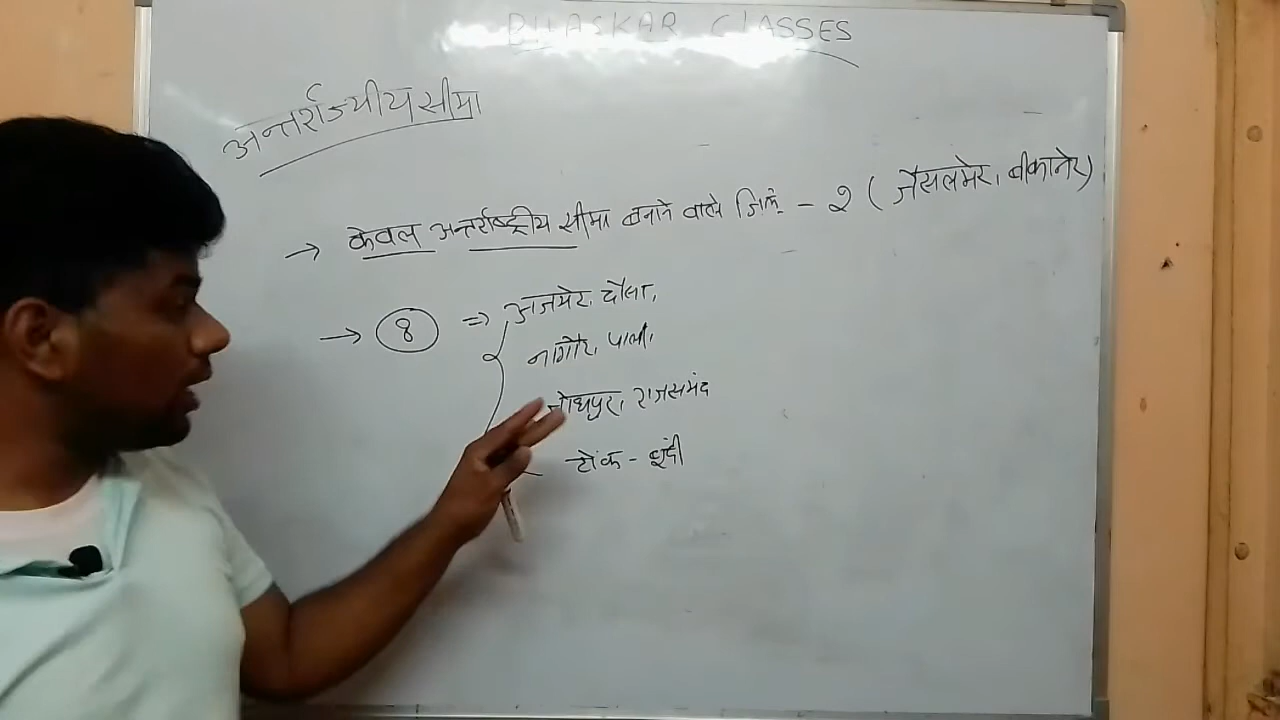 BHASKAR CLASSES
अन्तर्राज्यीय सीमा
→ केवल अन्तर्राष्ट्रीय सीमा बनाने वाले जिले - 2 (जैसलमेर, बीकानेर)
→ 8 ⇒ अजमेर, दौसा,
नागौर, पाली,
जोधपुर, राजसमंद
टोंक - बूंदी